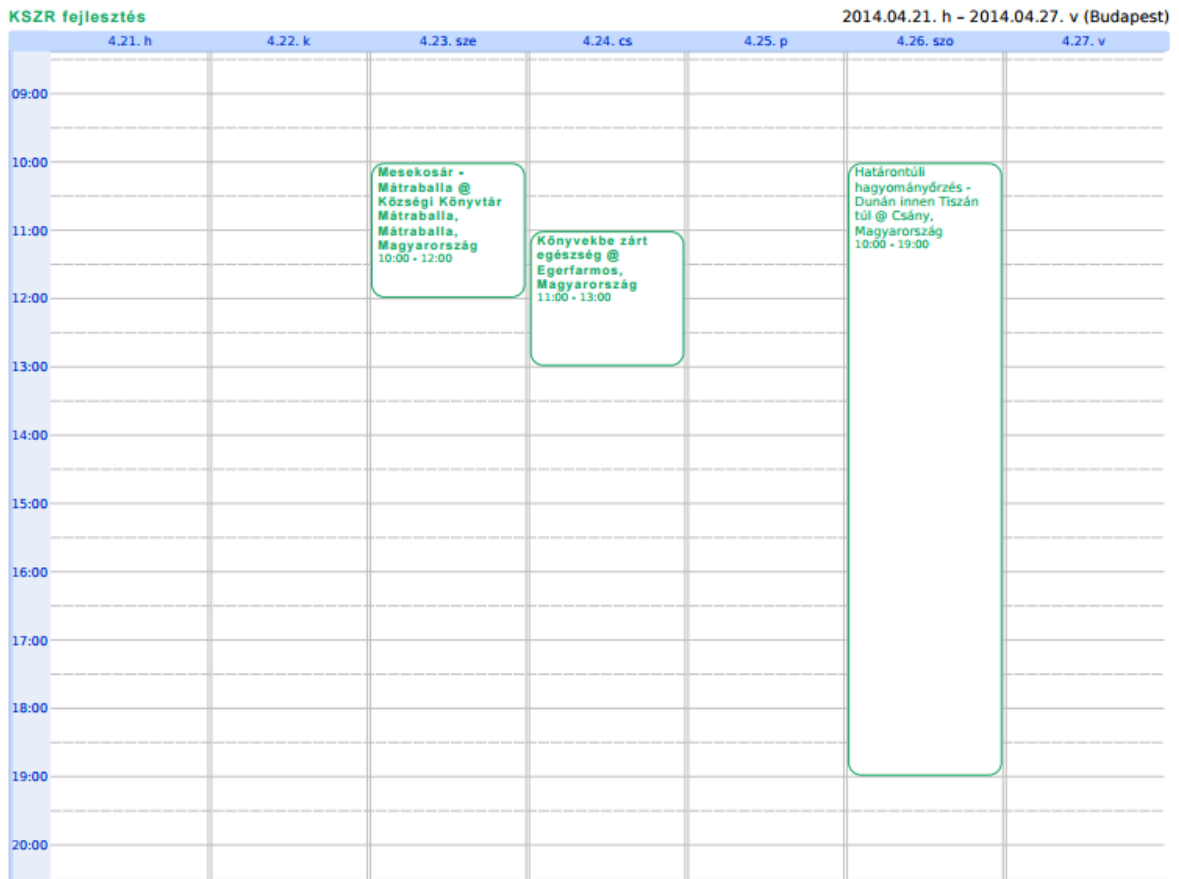 KSZR fejlesztés
2014.04.21. h – 2014.04.27. v (Budapest)
4.21. h 4.22. k 4.23. sze 4.24. cs 4.25. p 4.26. szo 4.27. v
09:00
10:00
Mesekosár -
Mátraballa @
Községi Könyvtár
Mátraballa,
Mátraballa,
Magyarország
10:00 - 12:00
Határontúli
hagyományőrzés -
Dunán innen Tiszán
túl @ Csány,
Magyarország
10:00 - 19:00
11:00
Könyvekbe zárt
egészség @
Egerfarmos,
Magyarország
11:00 - 13:00
12:00
13:00
14:00
15:00
16:00
17:00
18:00
19:00
20:00